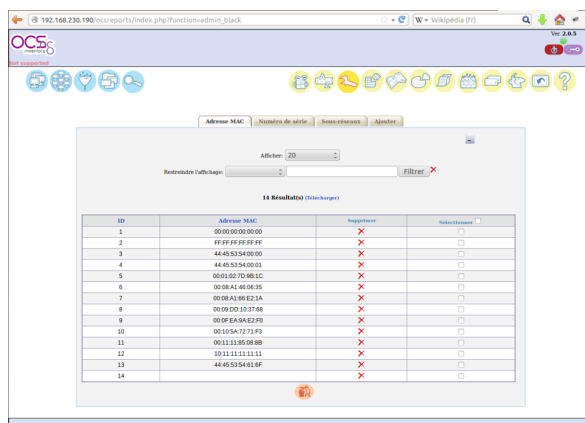 192.168.230.190/ocsreports/index.php?function=admin_black
W Wikipédia (fr)
Ver. 2.0.5
OCS
inventory
Not supported
Adresse MAC Numéro de série Sous-réseaux Ajouter
Afficher: 20
Restreindre l'affichage: Filtrer
14 Résultat(s) (Télécharger)
ID Adresse MAC Supprimer Sélectionner
1 00:00:00:00:00:00
2 FF:FF:FF:FF:FF:FF
3 44:45:53:54:00:00
4 44:45:53:54:00:01
5 00:01:02:7D:9B:1C
6 00:08:A1:46:06:35
7 00:08:A1:66:E2:1A
8 00:09:DD:10:37:68
9 00:0F:EA:9A:E2:F0
10 00:10:5A:72:71:F3
11 00:11:11:85:08:8B
12 10:11:11:11:11:11
13 44:45:53:54:61:6F
14